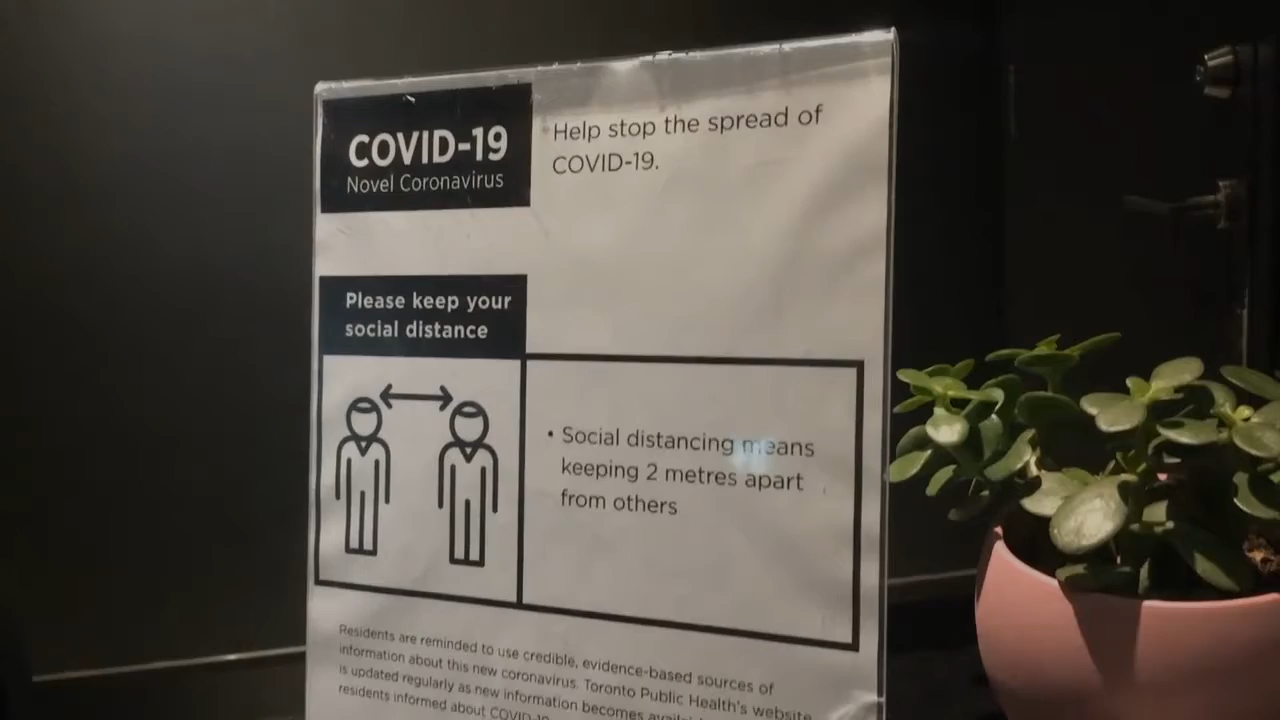 COVID-19
Novel Coronavirus
Help stop the spread of
COVID-19.
Please keep your
social distance
• Social distancing means
keeping 2 metres apart
from others
Residents are reminded to use credible, evidence-based sources of
information about this new coronavirus. Toronto Public Health's website
is updated regularly as new information becomes
residents informed about COVID-19